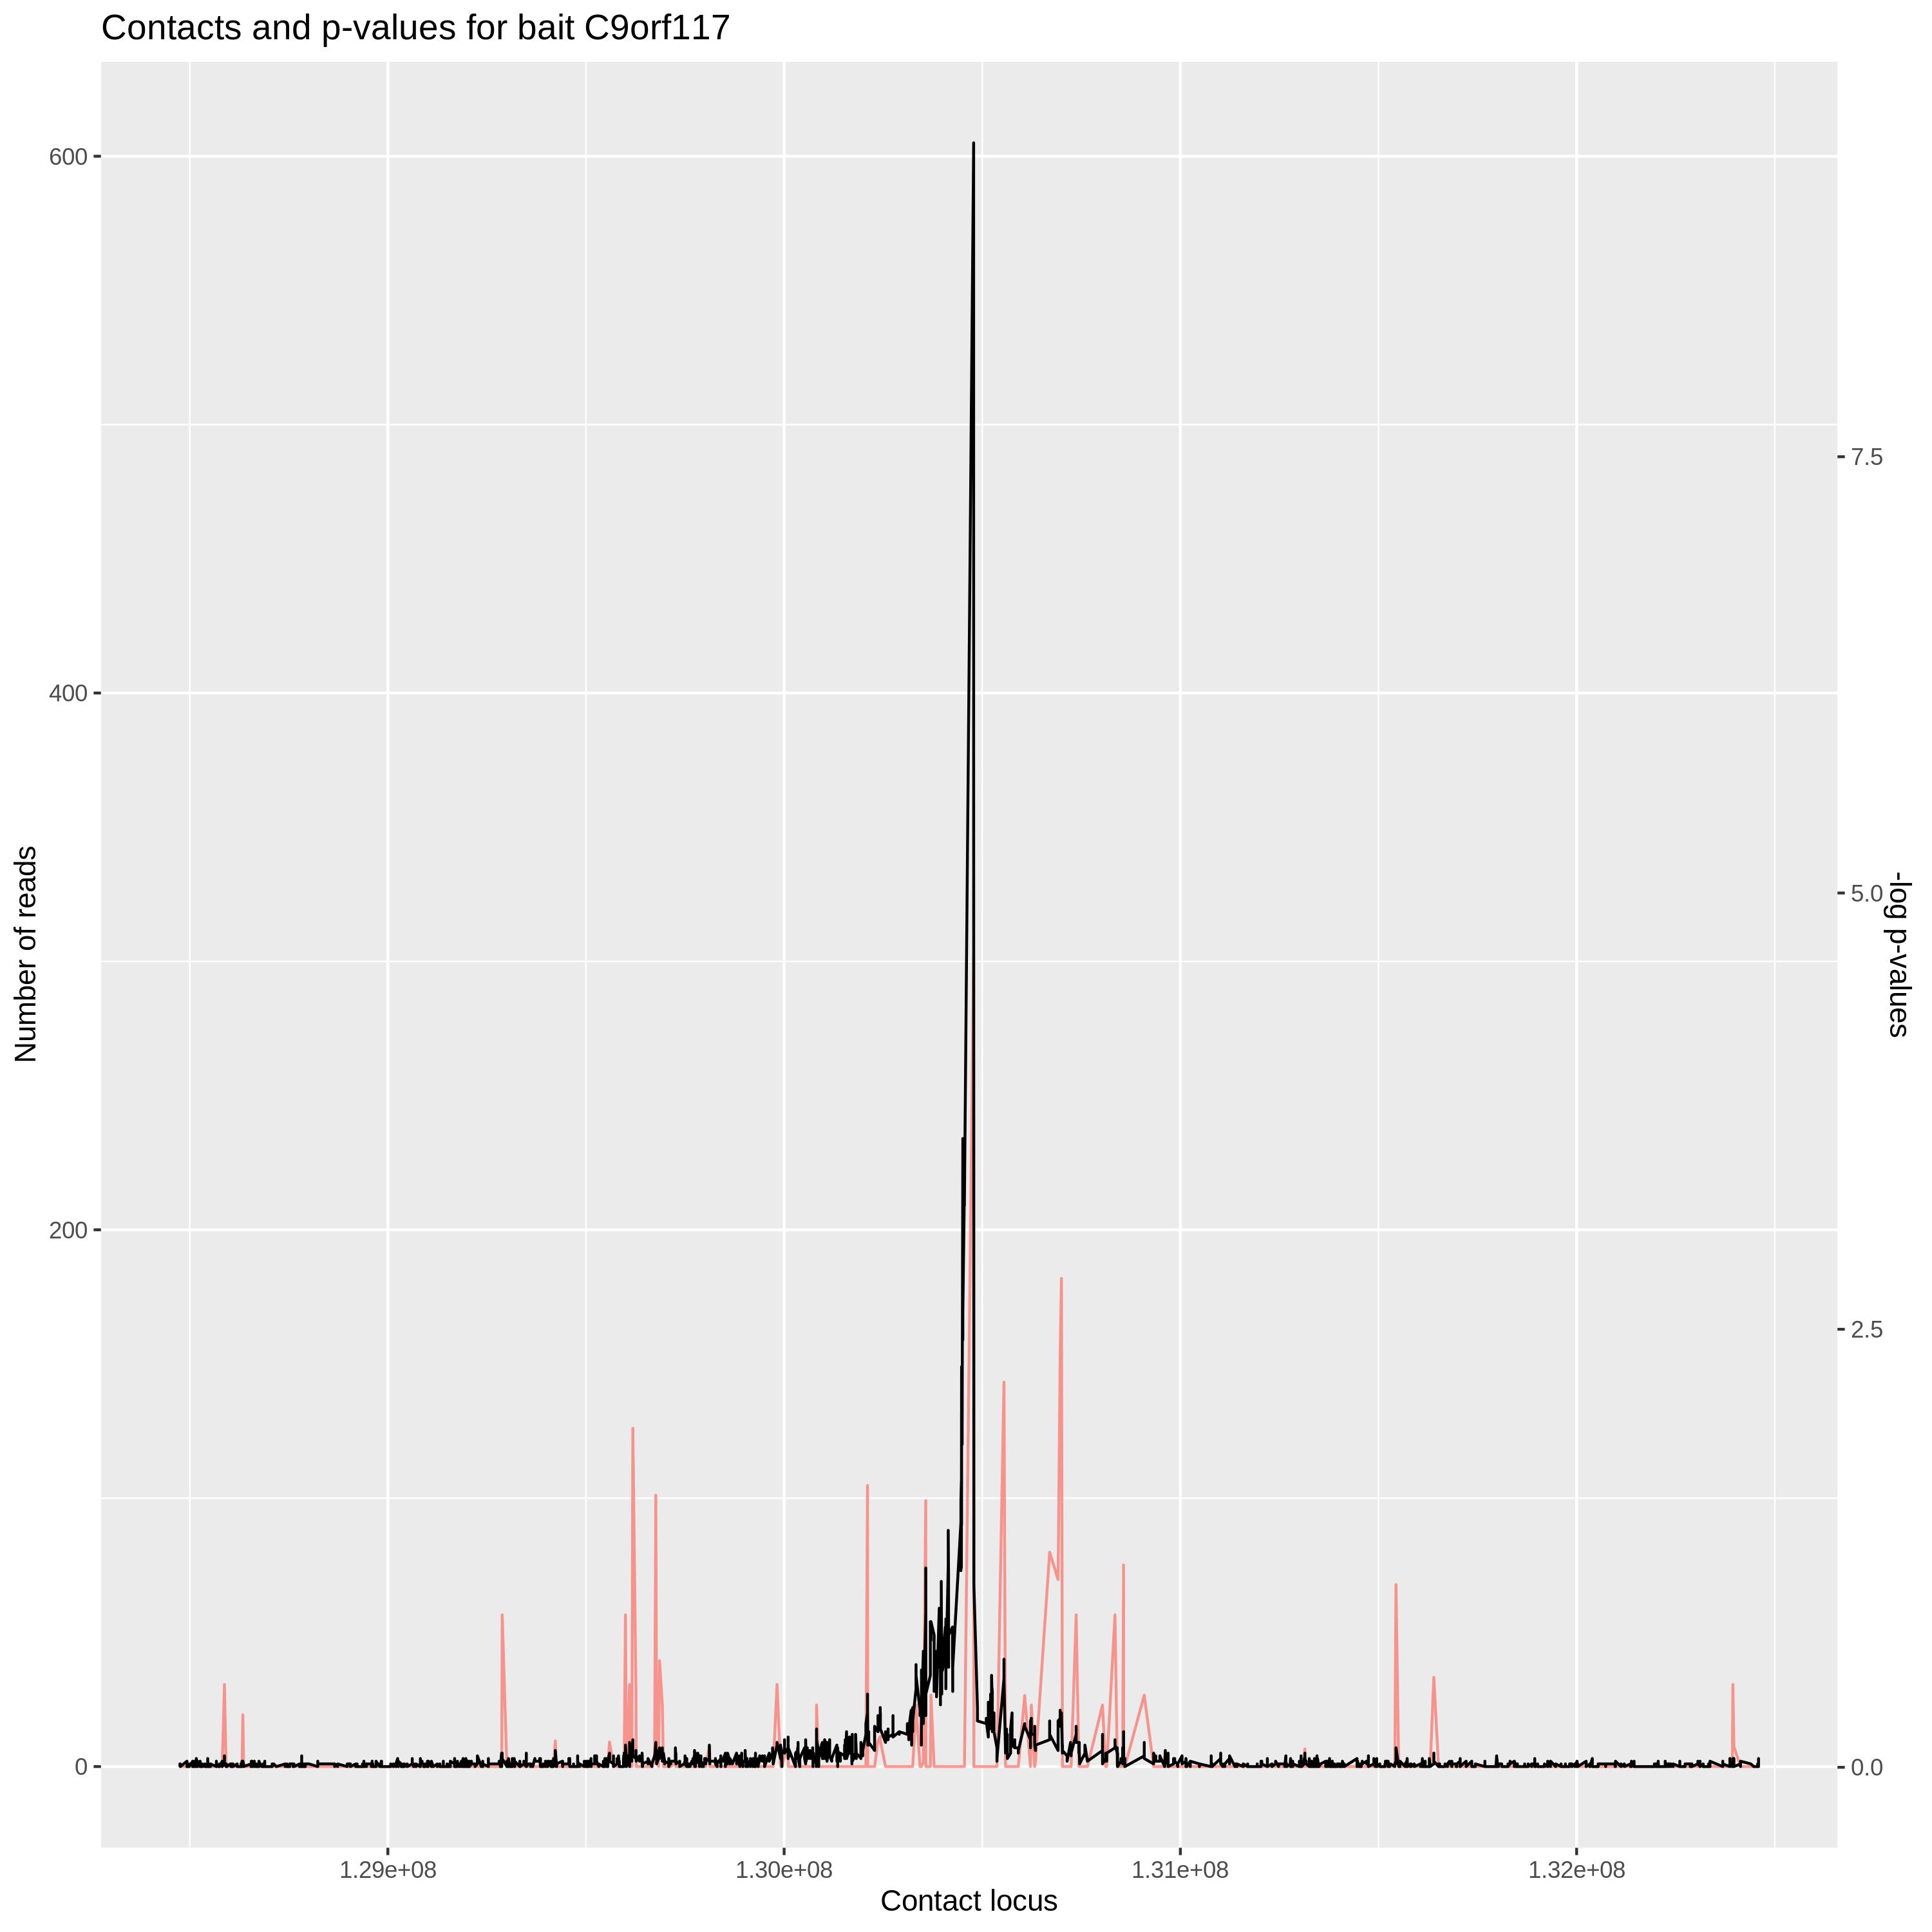 Contacts and p-values for bait C9orf117
600
400
200
0
Number of reads
7.5
5.0
2.5
0.0
-log p-values
1.29e+08
1.30e+08
1.31e+08
1.32e+08
Contact locus